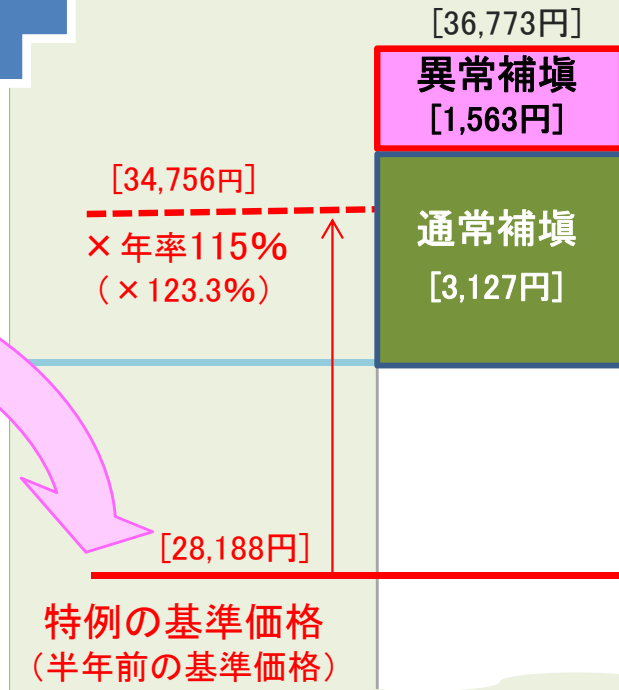 [36,773円]
異常補塡
[1,563円]
[34,756円]
×年率115%
（×123.3%）
通常補塡
[3,127円]
[28,188円]
特例の基準価格
（半年前の基準価格）